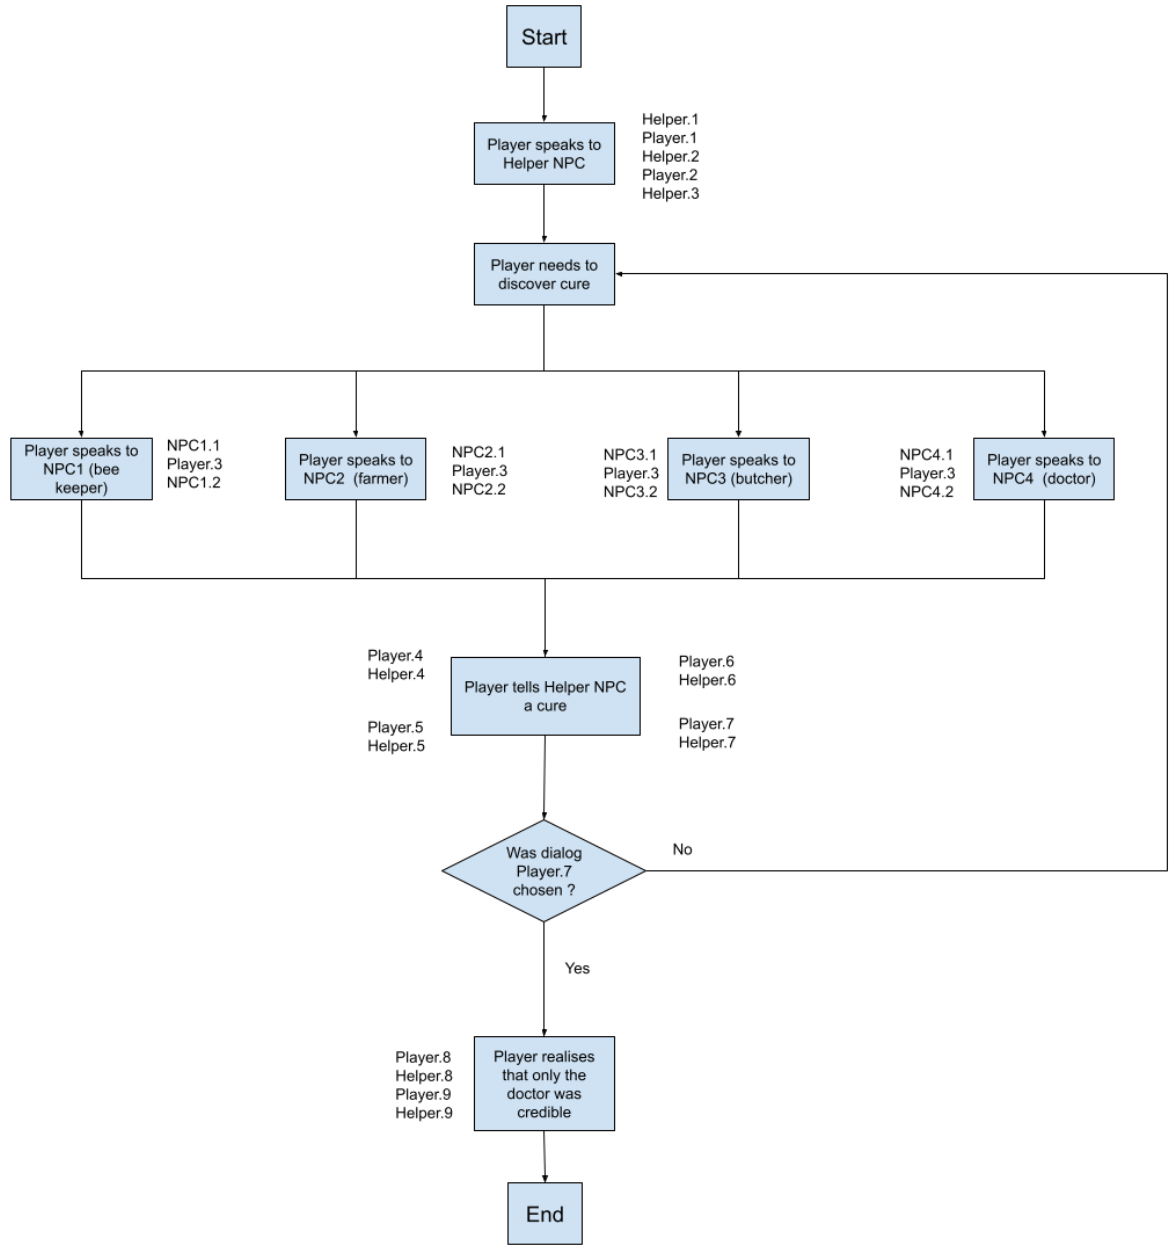 Start
Player speaks to
Helper NPC
Helper.1
Player.1
Helper.2
Player.2
Helper.3
Player needs to
discover cure
Player speaks to
NPC1 (bee
keeper)
NPC1.1
Player.3
NPC1.2
Player speaks to
NPC2 (farmer)
NPC2.1
Player.3
NPC2.2
NPC3.1
Player.3
NPC3.2
Player speaks to
NPC3 (butcher)
NPC4.1
Player.3
NPC4.2
Player speaks to
NPC4 (doctor)
Player.4
Helper.4
Player.5
Helper.5
Player tells Helper NPC
a cure
Player.6
Helper.6
Player.7
Helper.7
Was dialog
Player.7
chosen ?
No
Yes
Player.8
Helper.8
Player.9
Helper.9
Player realises
that only the
doctor was
credible
End